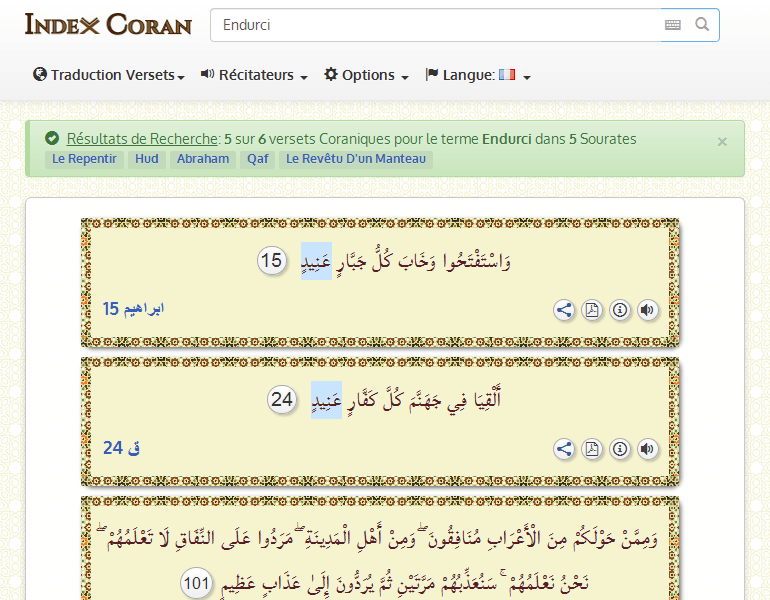 INDEX CORAN
Endurci
Traduction Versets
Récitateurs
Options
Langue:
Résultats de Recherche: 5 sur 6 versets Coraniques pour le terme Endurci dans 5 Sourates
×
Le Repentir Hud Abraham Qaf Le Revêtu D'un Manteau
وَاسْتَفْتَحُوا وَخَابَ كُلُّ جَبَّارٍ عَنِيدٍ 15
ابراهيم 15
أَلْقِيَا فِي جَهَنَّمَ كُلَّ كَفَّارٍ عَنِيدٍ 24
ق 24
وَمِمَّنْ حَوْلَكُمْ مِنَ الْأَعْرَابِ مُنَافِقُونَ ۖ وَمِنْ أَهْلِ الْمَدِينَةِ ۖ مَرَدُوا عَلَى النِّفَاقِ لَا تَعْلَمُهُمْ ۖ
نَحْنُ نَعْلَمُهُمْ ۚ سَنُعَذِّبُهُمْ مَرَّتَيْنِ ثُمَّ يُرَدُّونَ إِلَىٰ عَذَابٍ عَظِيمٍ 101